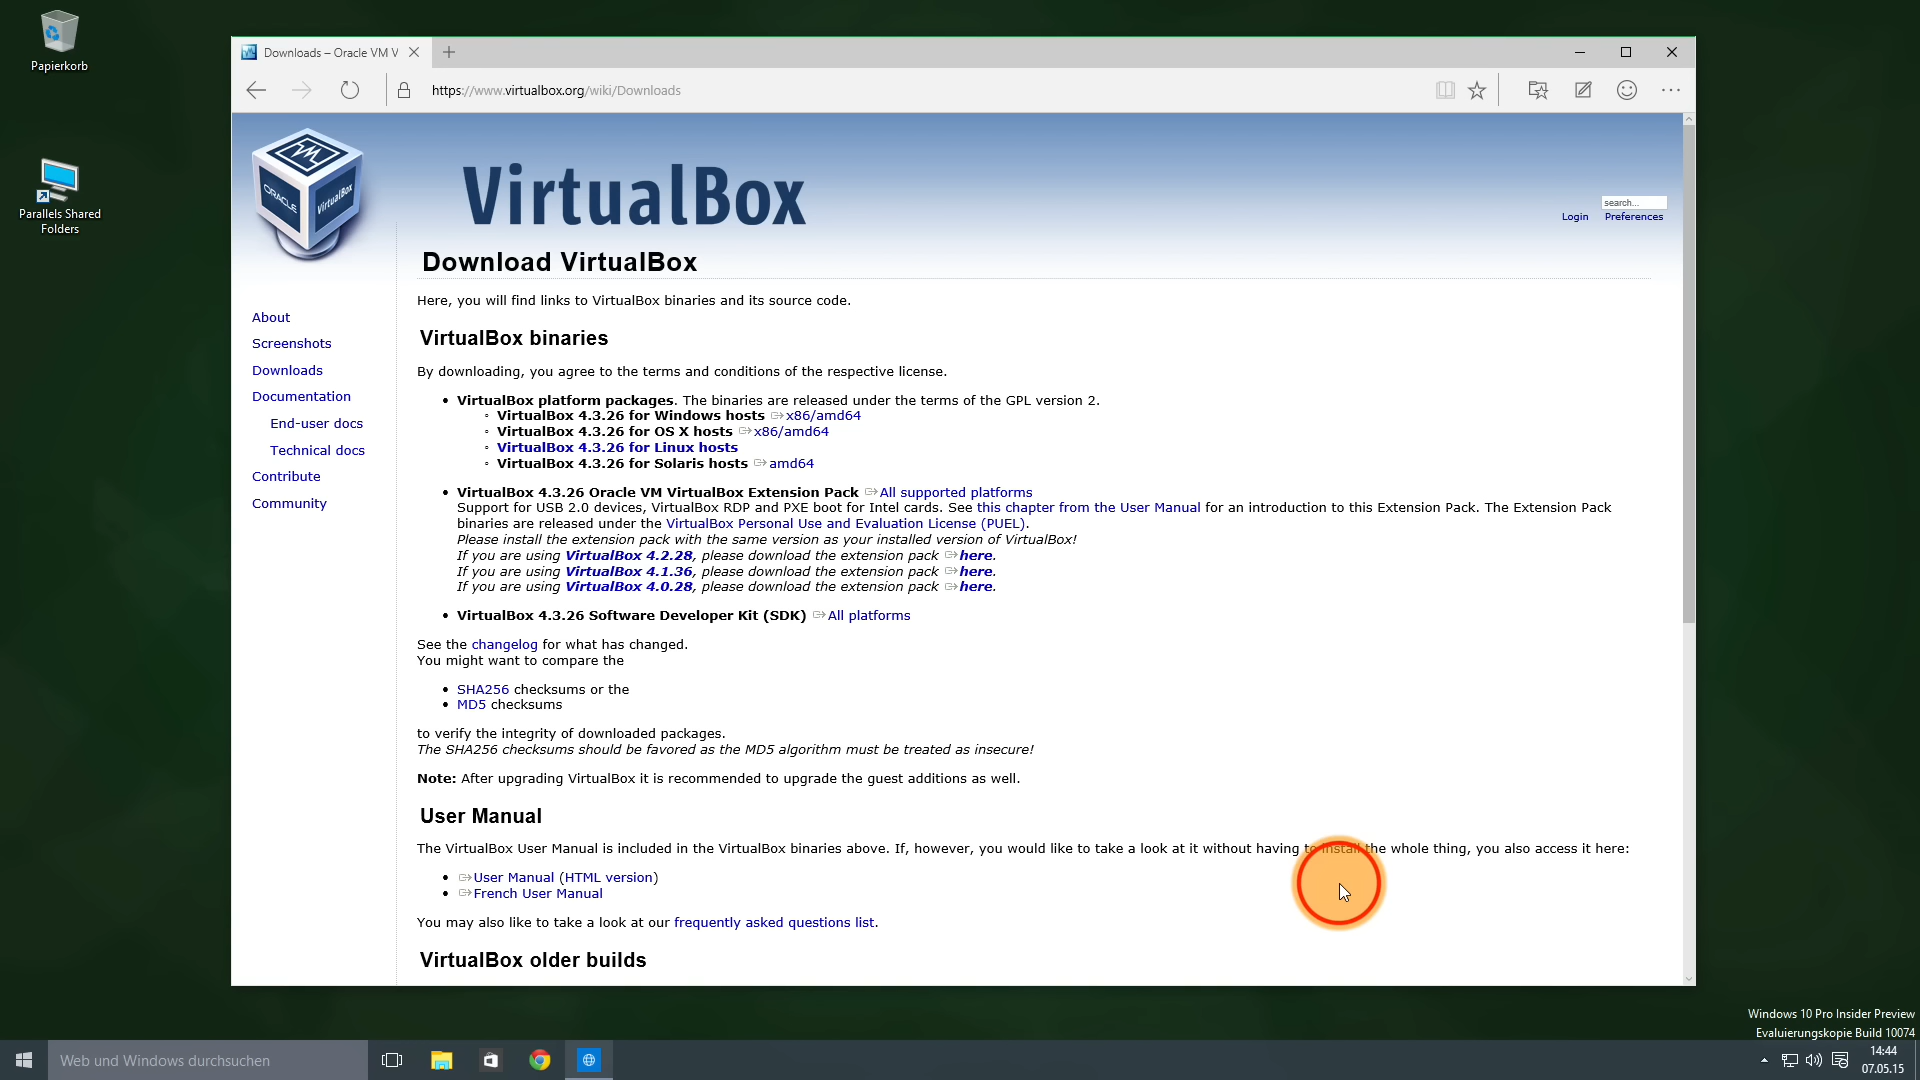 Papierkorb
Parallels Shared
Folders
Downloads – Oracle VM V
https://www.virtualbox.org/wiki/Downloads
ORACLE
VirtualBox
VirtualBox
search...
Login Preferences
Download VirtualBox
Here, you will find links to VirtualBox binaries and its source code.
About
Screenshots
Downloads
Documentation
End-user docs
Technical docs
Contribute
Community
VirtualBox binaries
By downloading, you agree to the terms and conditions of the respective license.
• VirtualBox platform packages. The binaries are released under the terms of the GPL version 2.
◦ VirtualBox 4.3.26 for Windows hosts x86/amd64
◦ VirtualBox 4.3.26 for OS X hosts x86/amd64
◦ VirtualBox 4.3.26 for Linux hosts
◦ VirtualBox 4.3.26 for Solaris hosts amd64
• VirtualBox 4.3.26 Oracle VM VirtualBox Extension Pack All supported platforms
Support for USB 2.0 devices, VirtualBox RDP and PXE boot for Intel cards. See this chapter from the User Manual for an introduction to this Extension Pack. The Extension Pack
binaries are released under the VirtualBox Personal Use and Evaluation License (PUEL).
Please install the extension pack with the same version as your installed version of VirtualBox!
If you are using VirtualBox 4.2.28, please download the extension pack here.
If you are using VirtualBox 4.1.36, please download the extension pack here.
If you are using VirtualBox 4.0.28, please download the extension pack here.
• VirtualBox 4.3.26 Software Developer Kit (SDK) All platforms
See the changelog for what has changed.
You might want to compare the
• SHA256 checksums or the
• MD5 checksums
to verify the integrity of downloaded packages.
The SHA256 checksums should be favored as the MD5 algorithm must be treated as insecure!
Note: After upgrading VirtualBox it is recommended to upgrade the guest additions as well.
User Manual
The VirtualBox User Manual is included in the VirtualBox binaries above. If, however, you would like to take a look at it without having to install the whole thing, you also access it here:
• User Manual (HTML version)
• French User Manual
You may also like to take a look at our frequently asked questions list.
VirtualBox older builds
Windows 10 Pro Insider Preview
Evaluierungskopie Build 10074
Web und Windows durchsuchen
14:44
07.05.15